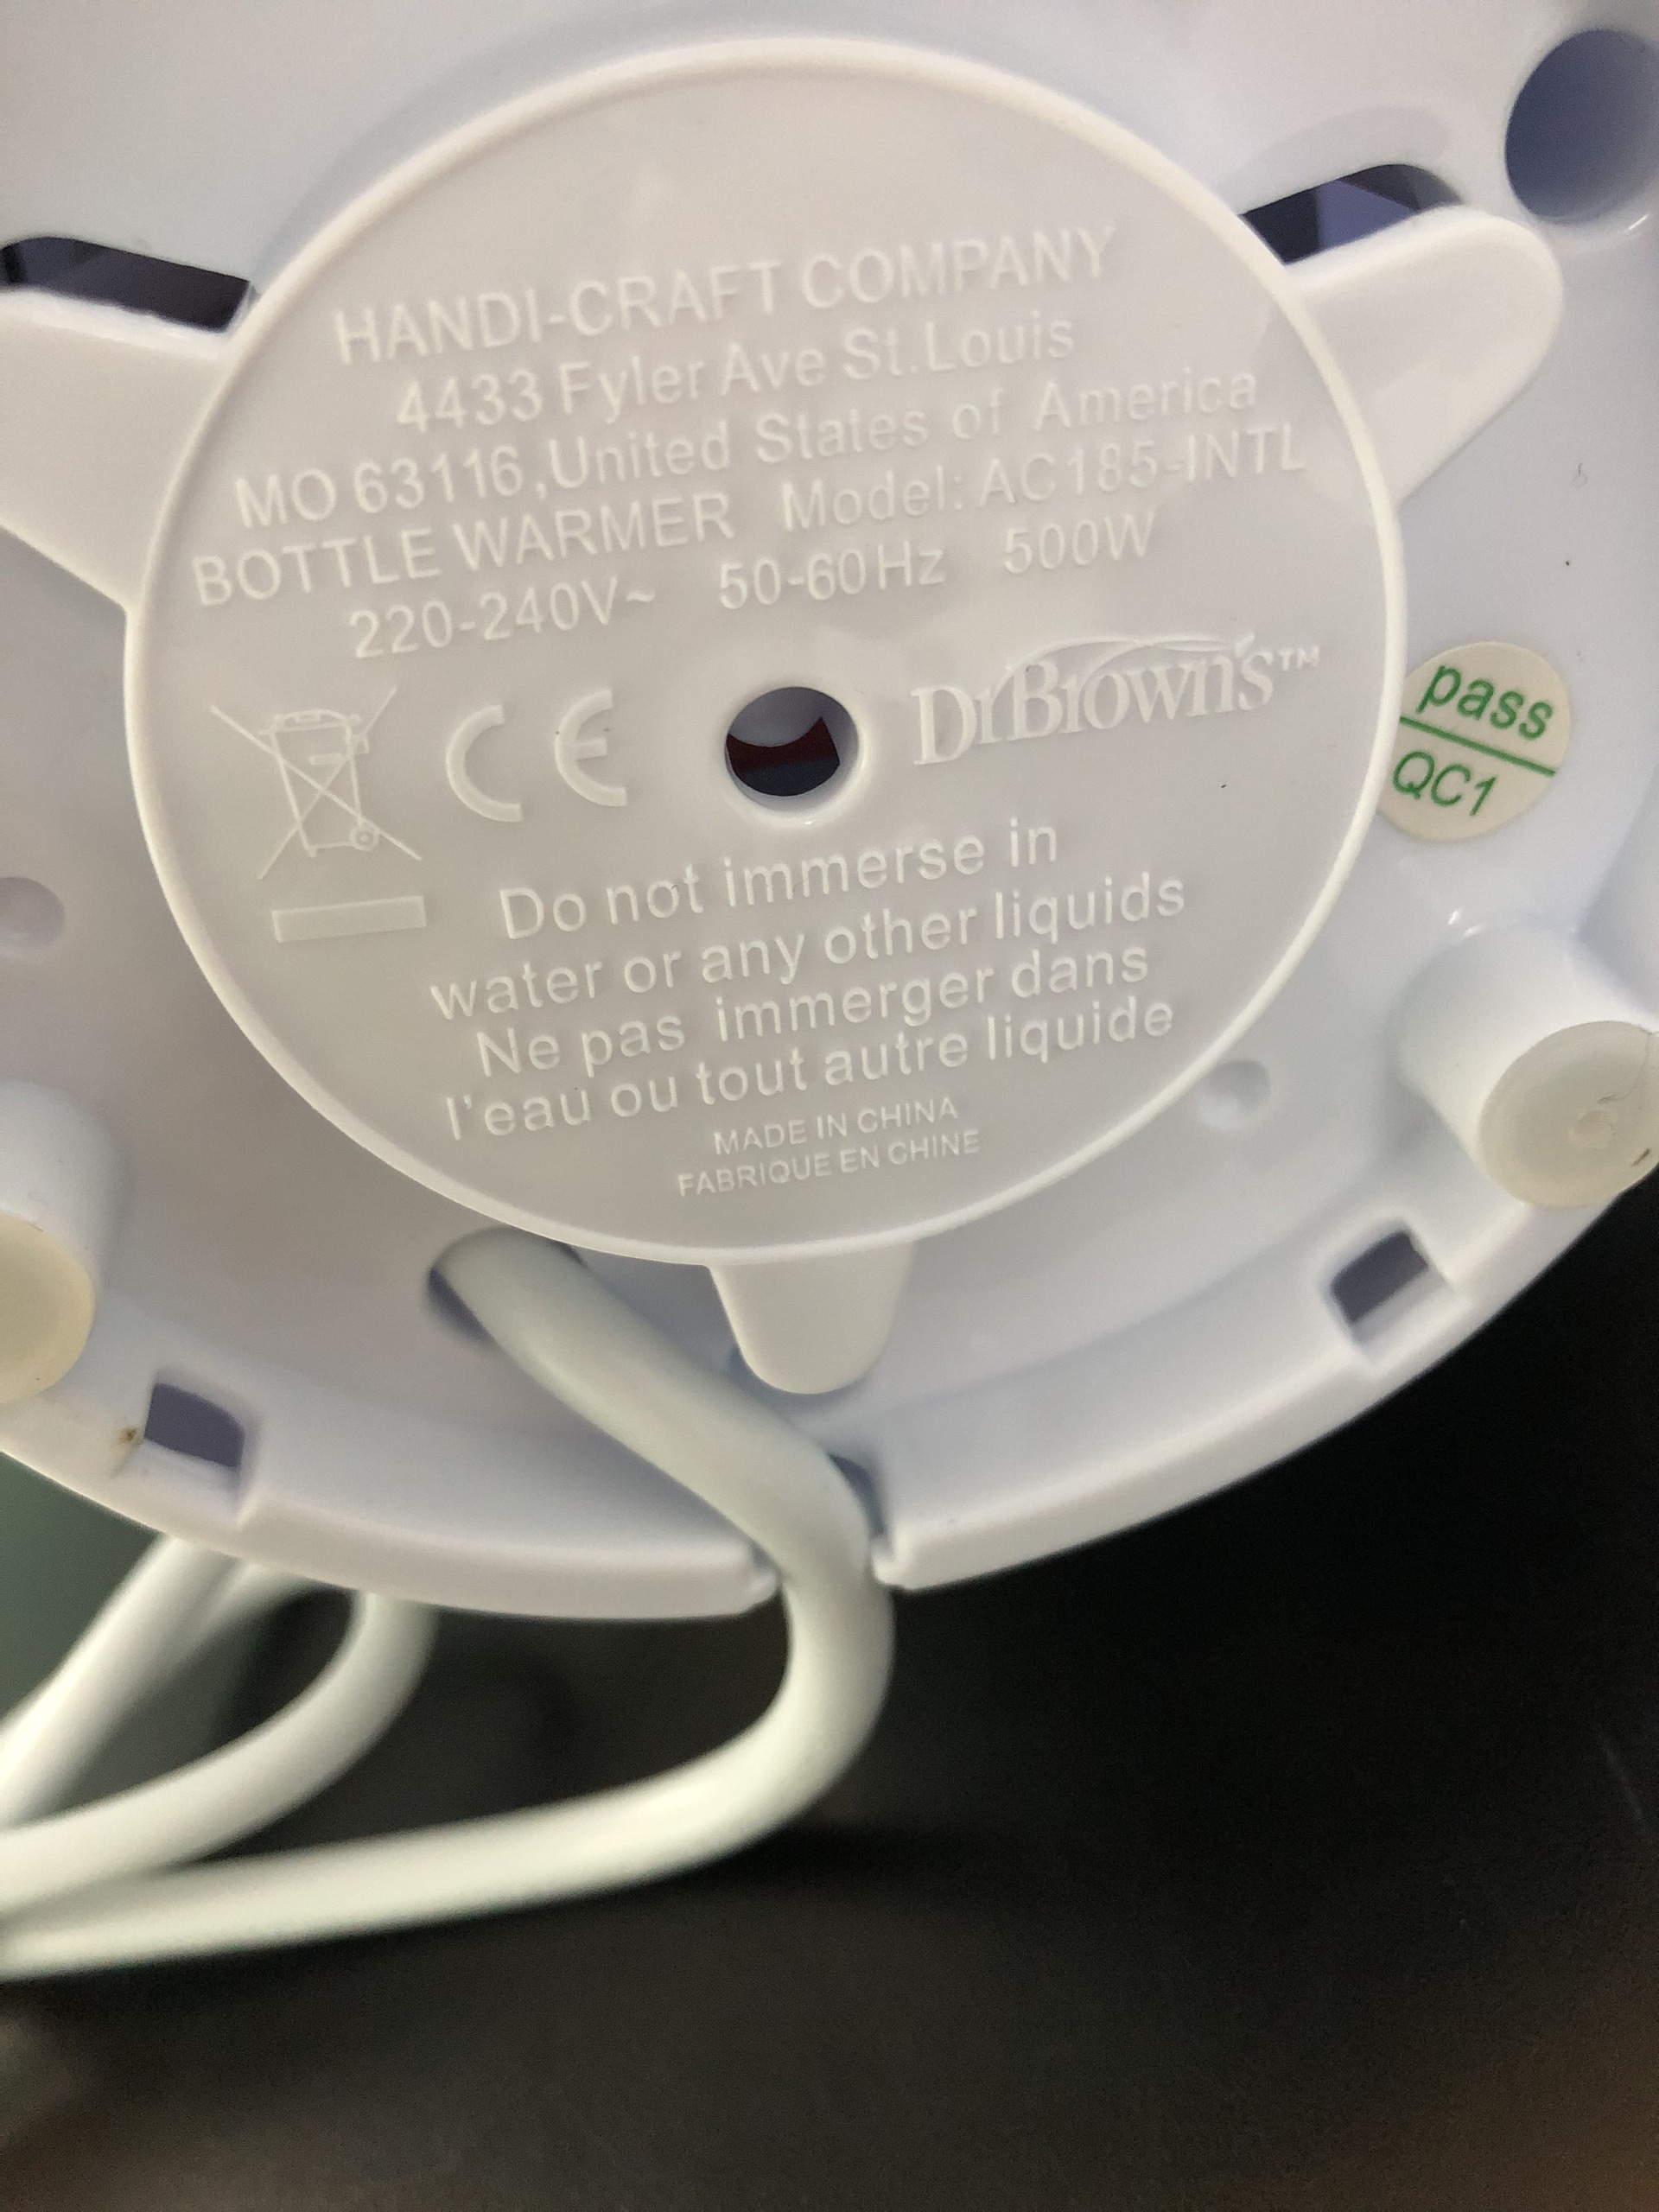 HANDI-CRAFT COMPANY
4433 Fyler Ave St.Louis
MO 63116,United States of America
BOTTLE WARMER Model: AC185-INTL
220-240V~ 50-60Hz 500W
CE
DrBrown's™
pass
QC1
Do not immerse in
water or any other liquids
Ne pas immerger dans
l'eau ou tout autre liquide
MADE IN CHINA
FABRIQUE EN CHINE